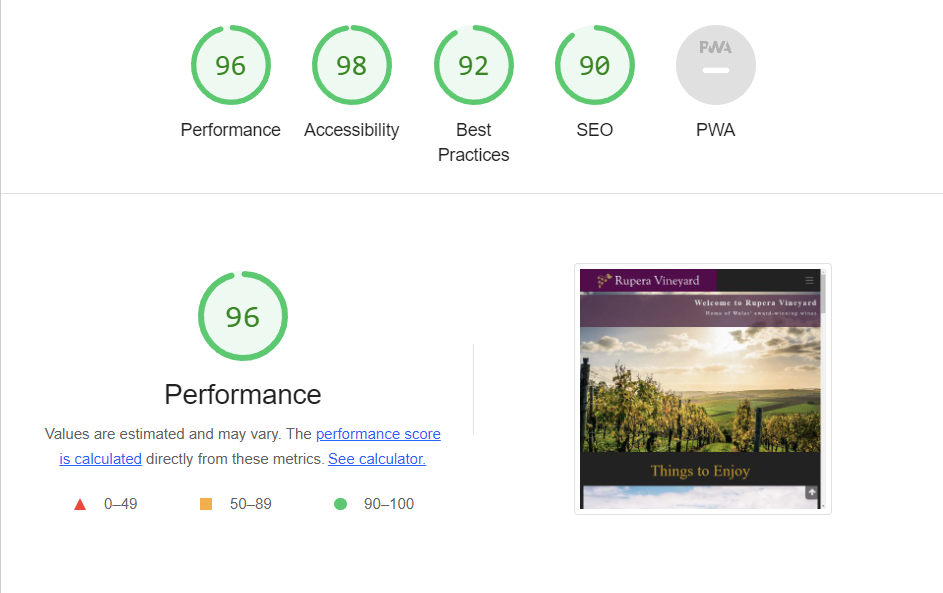 96
98
92
90
PWA
Performance
Accessibility
Best
Practices
SEO
PWA
96
Performance
Values are estimated and may vary. The performance score
is calculated directly from these metrics. See calculator.
0–49
50–89
90–100
Rupera Vineyard
Welcome to Rupera Vineyard
Home of Wales' award-winning wines
Things to Enjoy